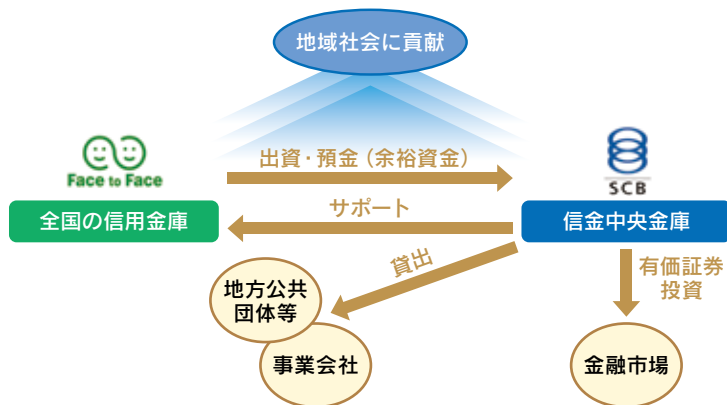 地域社会に貢献
Face to Face
出資・預金（余裕資金）
SCB
全国の信用金庫
サポート
信金中央金庫
貸出
有価証券
投資
地方公共
団体等
事業会社
金融市場